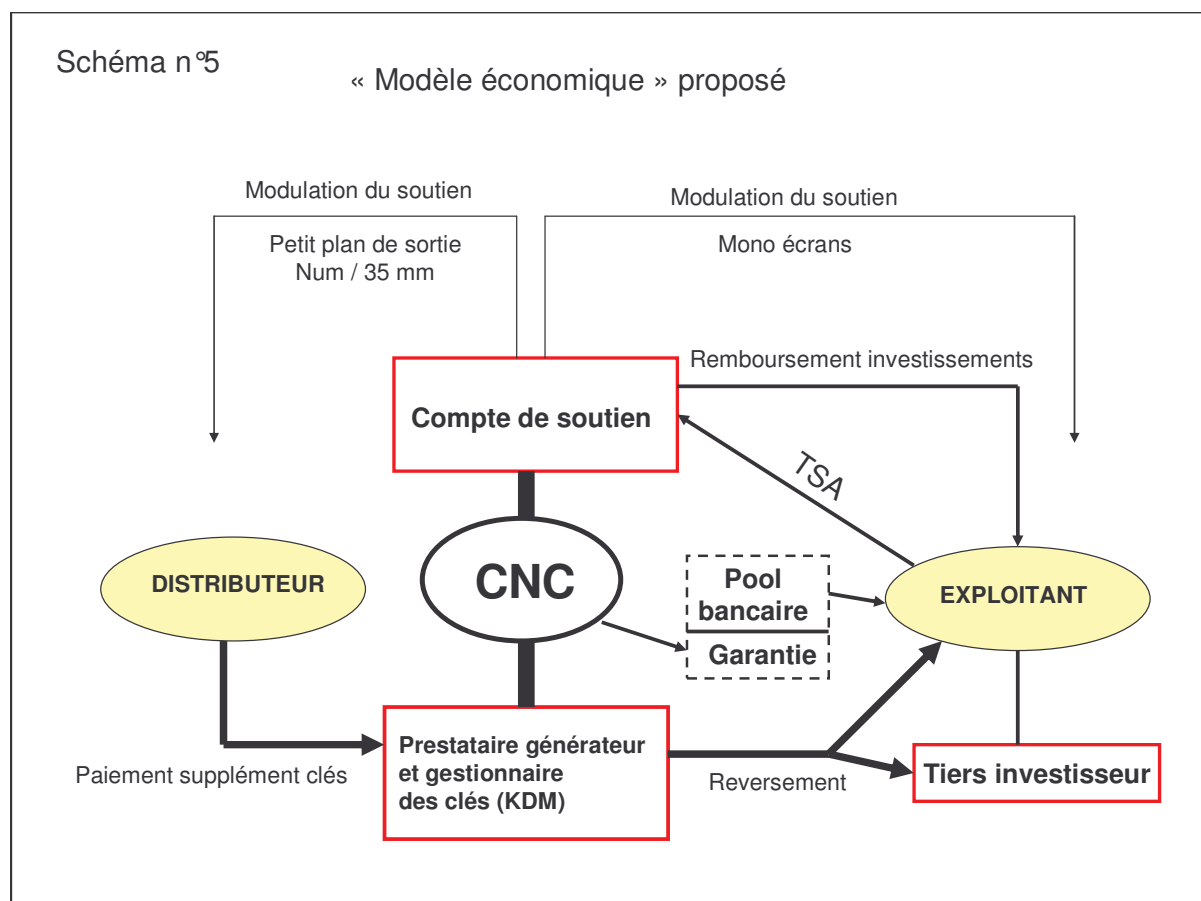 Schéma n°5
« Modèle économique » proposé
Modulation du soutien
Petit plan de sortie
Num / 35 mm
Modulation du soutien
Mono écrans
Remboursement investissements
Compte de soutien
TSA
DISTRIBUTEUR
CNC
Pool
bancaire
Garantie
EXPLOITANT
Paiement supplément clés
Prestataire générateur
et gestionnaire
des clés (KDM)
Reversement
Tiers investisseur